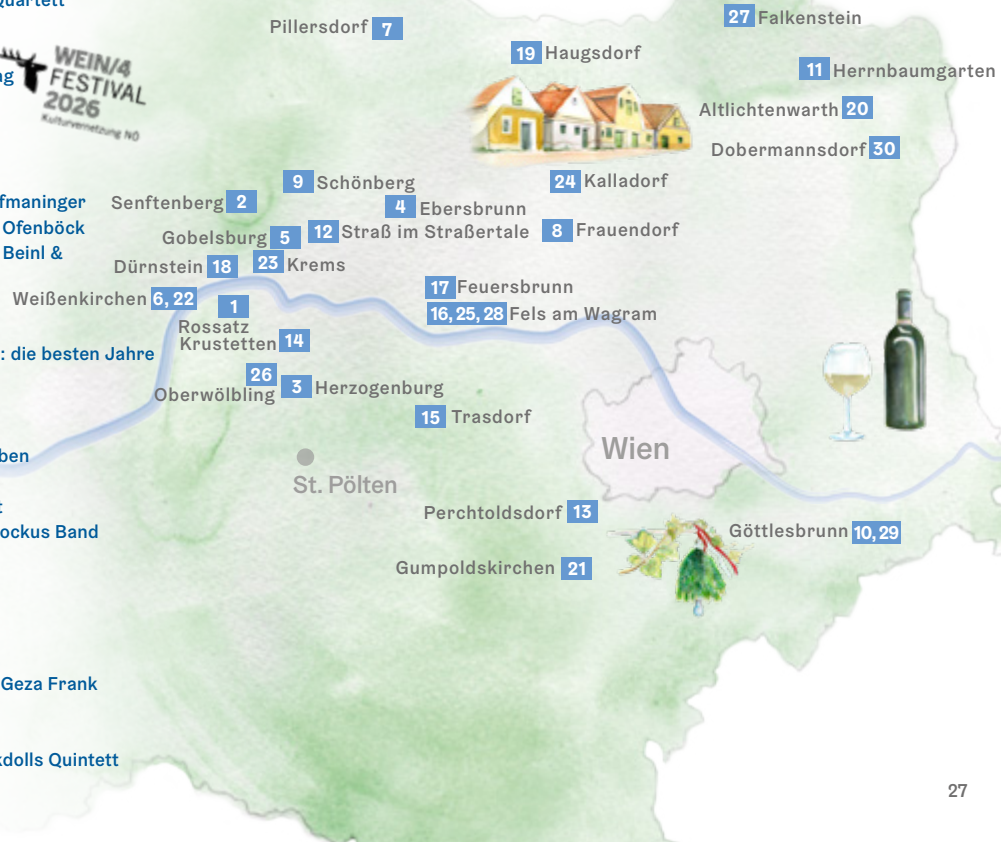 Quartett
WEIN/4
FESTIVAL
2026
Kulturvernetzung NÖ
ng
fmaninger
Ofenböck
Beinl &
: die besten Jahre
ben
t
ockus Band
Geza Frank
kdolls Quintett
Pillersdorf 7
27 Falkenstein
19 Haugsdorf
11 Herrnbaumgarten
Altlichtenwarth 20
Dobermannsdorf 30
9 Schönberg
24 Kalladorf
Senftenberg 2
4 Ebersbrunn
Gobelsburg 5
12 Straß im Straßertale
8 Frauendorf
Dürnstein 18
23 Krems
Weißenkirchen 6, 22
17 Feuersbrunn
1
Rossatz
16, 25, 28 Fels am Wagram
Krustetten 14
26
Oberwölbling
3 Herzogenburg
15 Trasdorf
Wien
St. Pölten
Perchtoldsdorf 13
Göttlesbrunn 10, 29
Gumpoldskirchen 21
27